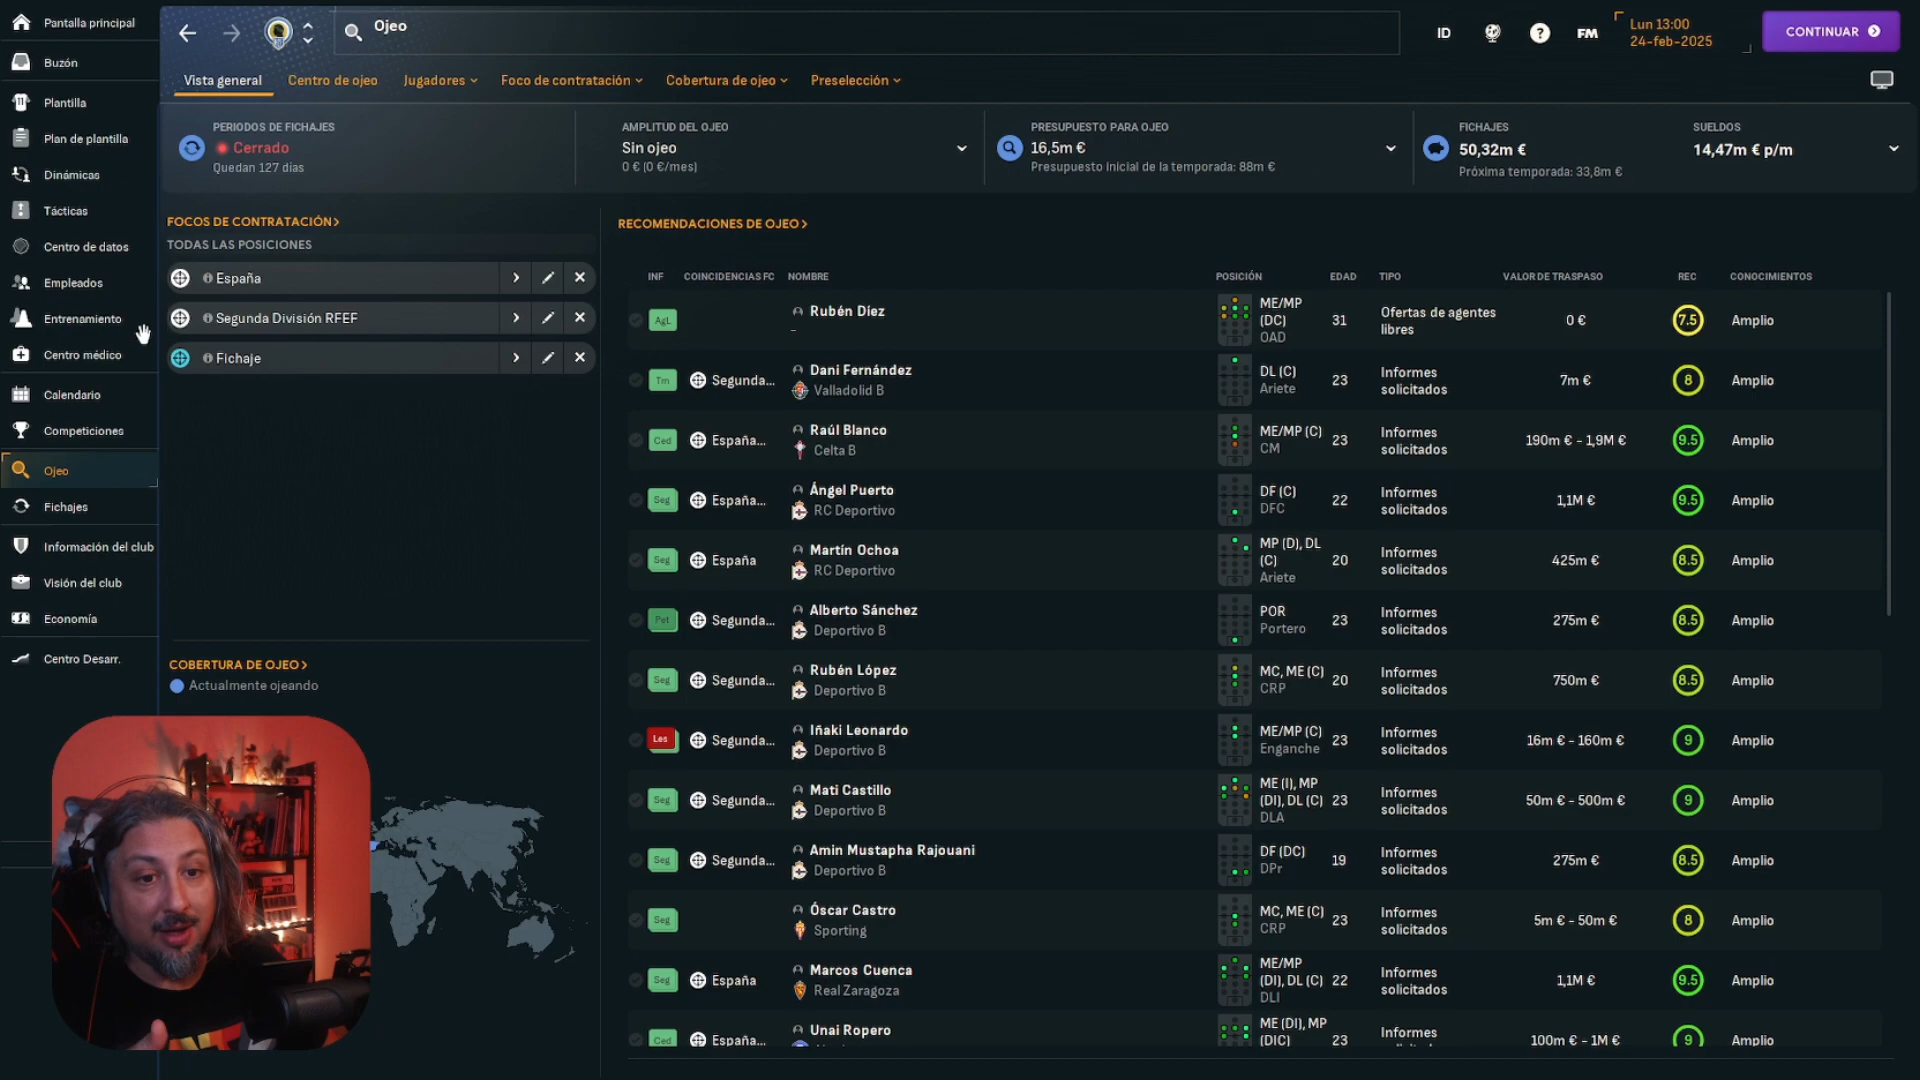 Pantalla principal
Ojeo
ID
FM
Lun 13:00
24-feb-2025
CONTINUAR
Buzón
Vista general
Centro de ojeo
Jugadores
Foco de contratación
Cobertura de ojeo
Preselección
Plantilla
Plan de plantilla
Dinámicas
Tácticas
Centro de datos
Empleados
Entrenamiento
Centro médico
Calendario
Competiciones
Ojeo
Fichajes
Información del club
Visión del club
Economía
Centro Desarr.
PERIODOS DE FICHAJES
Cerrado
Quedan 127 días
AMPLITUD DEL OJEO
Sin ojeo
0 € (0 €/mes)
PRESUPUESTO PARA OJEO
16,5m €
Presupuesto inicial de la temporada: 88m €
FICHAJES
50,32m €
Próxima temporada: 33,8m €
SUELDOS
14,47m € p/m
FOCOS DE CONTRATACIÓN
TODAS LAS POSICIONES
España
Segunda División RFEF
Fichaje
COBERTURA DE OJEO
Actualmente ojeando
RECOMENDACIONES DE OJEO
INF COINCIDENCIAS FC NOMBRE POSICIÓN EDAD TIPO VALOR DE TRASPASO REC CONOCIMIENTOS
AgL Rubén Díez - ME/MP (DC) OAD 31 Ofertas de agentes libres 0 € 7.5 Amplio
Tm Segunda... Dani Fernández Valladolid B DL (C) Ariete 23 Informes solicitados 7m € 8 Amplio
Ced España... Raúl Blanco Celta B ME/MP (C) CM 23 Informes solicitados 190m € - 1,9M € 9.5 Amplio
Seg España... Ángel Puerto RC Deportivo DF (C) DFC 22 Informes solicitados 1,1M € 9.5 Amplio
Seg España Martín Ochoa RC Deportivo MP (D), DL (C) Ariete 20 Informes solicitados 425m € 8.5 Amplio
Pet Segunda... Alberto Sánchez Deportivo B POR Portero 23 Informes solicitados 275m € 8.5 Amplio
Seg Segunda... Rubén López Deportivo B MC, ME (C) CRP 20 Informes solicitados 750m € 8.5 Amplio
Les Segunda... Iñaki Leonardo Deportivo B ME/MP (C) Enganche 23 Informes solicitados 16m € - 160m € 9 Amplio
Seg Segunda... Mati Castillo Deportivo B ME (I), MP (DI), DL (C) DLA 23 Informes solicitados 50m € - 500m € 9 Amplio
Seg Segunda... Amin Mustapha Rajouani Deportivo B DF (DC) DPr 19 Informes solicitados 275m € 8.5 Amplio
Seg Óscar Castro Sporting MC, ME (C) CRP 23 Informes solicitados 5m € - 50m € 8 Amplio
Seg España Marcos Cuenca Real Zaragoza ME/MP (DI), DL (C) DLI 22 Informes solicitados 1,1M € 9.5 Amplio
Ced España... Unai Ropero ME (DI), MP (DIC) 23 Informes 100m € - 1M € 9 Amplio